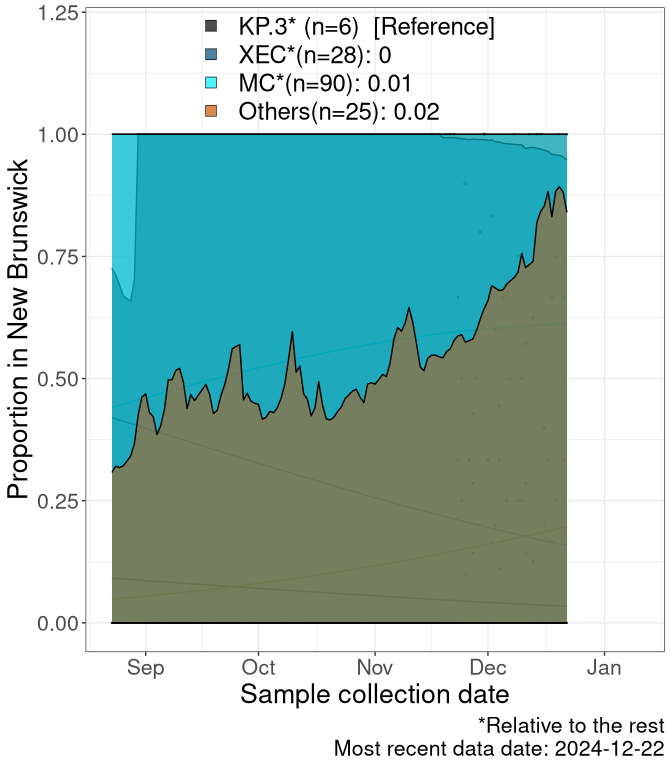 KP.3* (n=6)  [Reference]
XEC*(n=28): 0
MC*(n=90): 0.01
Others(n=25): 0.02
1.25
1.00
0.75
0.50
0.25
0.00
Proportion in New Brunswick
Sep Oct Nov Dec Jan
Sample collection date
*Relative to the rest
Most recent data date: 2024-12-22